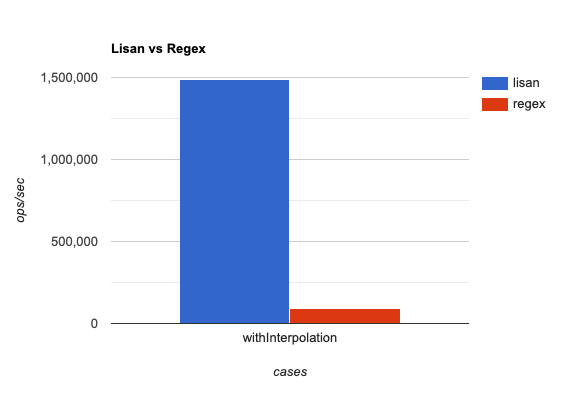 Lisan vs Regex
1,500,000
1,000,000
500,000
0
ops/sec
withInterpolation
cases
lisan
regex